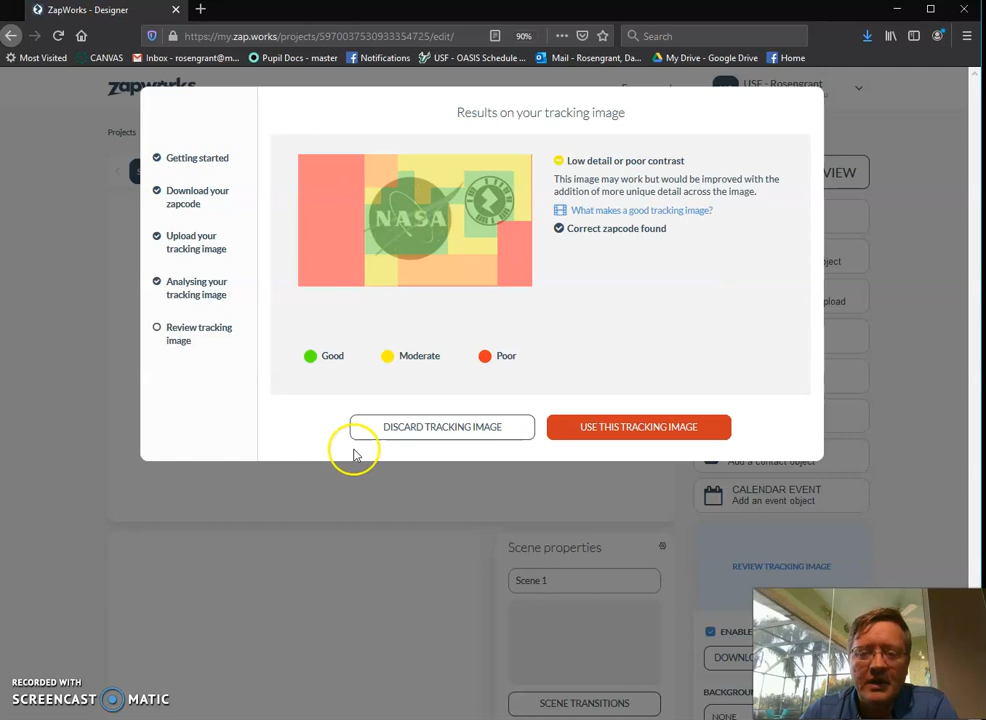 ZapWorks - Designer
https://my.zap.works/projects/5970037530933354725/edit/
90%
Search
Most Visited
CANVAS
Inbox - rosengrant@m...
Pupil Docs - master
Notifications
USF - OASIS Schedule ...
Mail - Rosengrant, Da...
My Drive - Google Drive
Home
zapworks
USF - Rosengrant
Projects
Results on your tracking image
Getting started
Download your
zapcode
Upload your
tracking image
Analysing your
tracking image
Review tracking
image
NASA
Low detail or poor contrast
This image may work but would be improved with the
addition of more unique detail across the image.
What makes a good tracking image?
Correct zapcode found
Good
Moderate
Poor
DISCARD TRACKING IMAGE
USE THIS TRACKING IMAGE
Add a contact object
CALENDAR EVENT
Add an event object
REVIEW TRACKING IMAGE
Scene properties
Scene 1
SCENE TRANSITIONS
ENABLE
NONE
RECORDED WITH
SCREENCAST MATIC